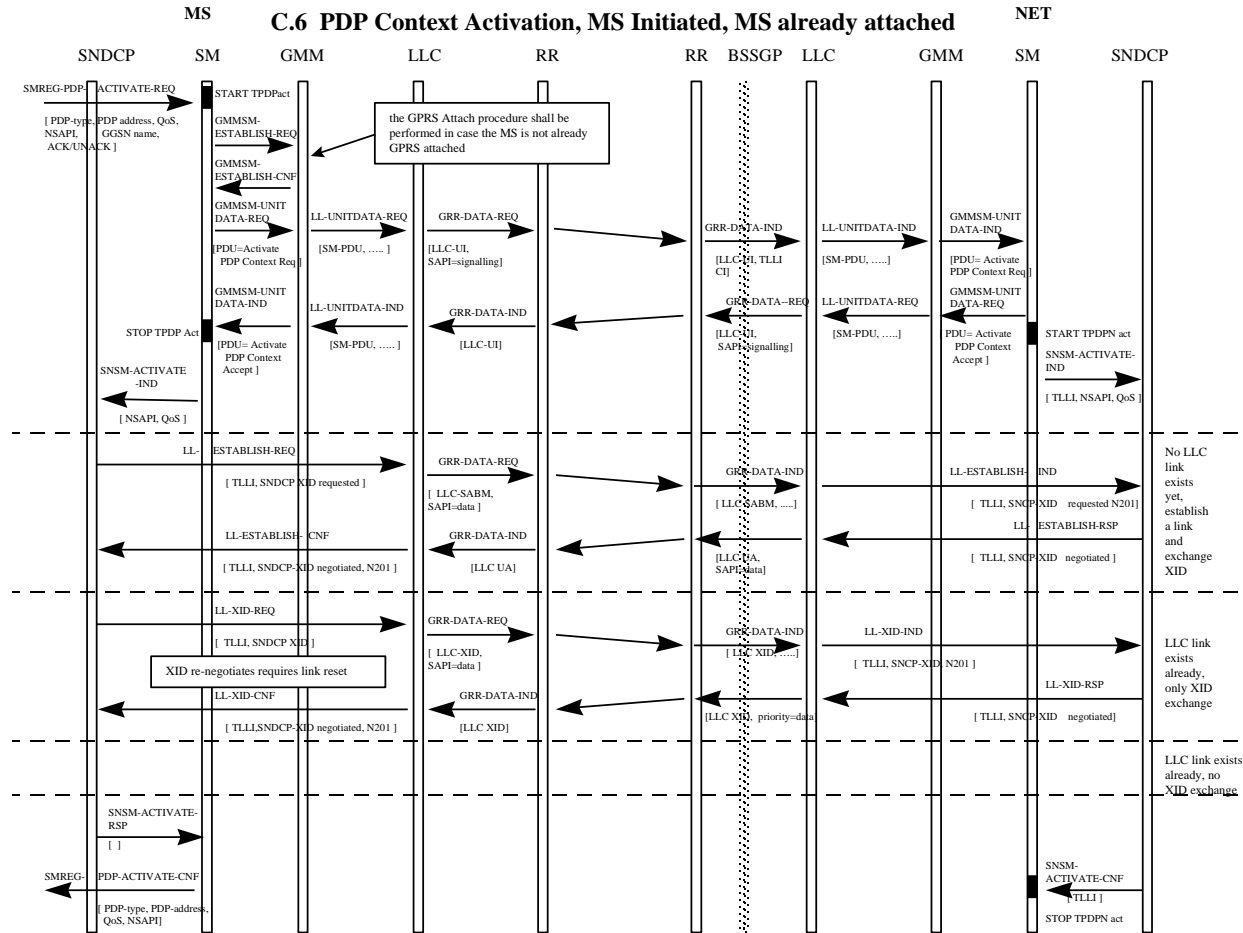 MS
C.6 PDP Context Activation, MS Initiated, MS already attached
NET
SNDCP SM GMM LLC RR RR BSSGP LLC GMM SM SNDCP
SMREG-PDP- ACTIVATE-REQ
START TPDPact
[ PDP-type, PDP address, QoS,
NSAPI, GGSN name,
ACK/UNACK ]
GMMSM-
ESTABLISH-REQ
the GPRS Attach procedure shall be
performed in case the MS is not already
GPRS attached
GMMSM-
ESTABLISH-CNF
GMMSM-UNIT
DATA-REQ
[PDU=Activate
PDP Context Req ]
LL-UNITDATA-REQ
[SM-PDU, ….. ]
GRR-DATA-REQ
[LLC-UI,
SAPI=signalling]
GRR-DATA-IND
[LLC-UI, TLLI
CI]
LL-UNITDATA-IND
[SM-PDU, …..]
GMMSM-UNIT
DATA-IND
[PDU= Activate
PDP Context Req ]
GMMSM-UNIT
DATA-IND
STOP TPDP Act
[PDU= Activate
PDP Context
Accept ]
LL-UNITDATA-IND
[SM-PDU, ….. ]
GRR-DATA-IND
[LLC-UI]
GRR-DATA--REQ
[LLC-UI,
SAPI=signalling]
LL-UNITDATA-REQ
[SM-PDU, …..]
GMMSM-UNIT
DATA-REQ
[PDU= Activate
PDP Context
Accept ]
START TPDPN act
SNSM-ACTIVATE
-IND
[ NSAPI, QoS ]
SNSM-ACTIVATE-
IND
[ TLLI, NSAPI, QoS ]
LL- ESTABLISH-REQ
[ TLLI, SNDCP XID requested ]
GRR-DATA-REQ
[ LLC-SABM,
SAPI=data ]
GRR-DATA-IND
[ LLC SABM, .....]
LL-ESTABLISH- IND
[ TLLI, SNCP-XID requested N201]
No LLC
link
exists
yet,
establish
a link
and
exchange
XID
LL-ESTABLISH- CNF
[ TLLI, SNDCP-XID negotiated, N201 ]
GRR-DATA-IND
[LLC UA]
GRR-DATA-IND
[LLC UA,
SAPI=data]
LL- ESTABLISH-RSP
[ TLLI, SNCP-XID negotiated ]
LL-XID-REQ
[ TLLI, SNDCP XID ]
GRR-DATA-REQ
[ LLC-XID,
SAPI=data ]
GRR-DATA-IND
[ LLC XID, …..]
LL-XID-IND
[ TLLI, SNCP-XID, N201 ]
LLC link
exists
already,
only XID
exchange
XID re-negotiates requires link reset
LL-XID-CNF
[ TLLI,SNDCP-XID negotiated, N201 ]
GRR-DATA-IND
[LLC XID]
[LLC XID, priority=data]
LL-XID-RSP
[ TLLI, SNCP-XID negotiated]
LLC link exists
already, no
XID exchange
SNSM-ACTIVATE-
RSP
[ ]
SMREG- PDP-ACTIVATE-CNF
[ PDP-type, PDP-address,
QoS, NSAPI]
SNSM-
ACTIVATE-CNF
[ TLLI ]
STOP TPDPN act